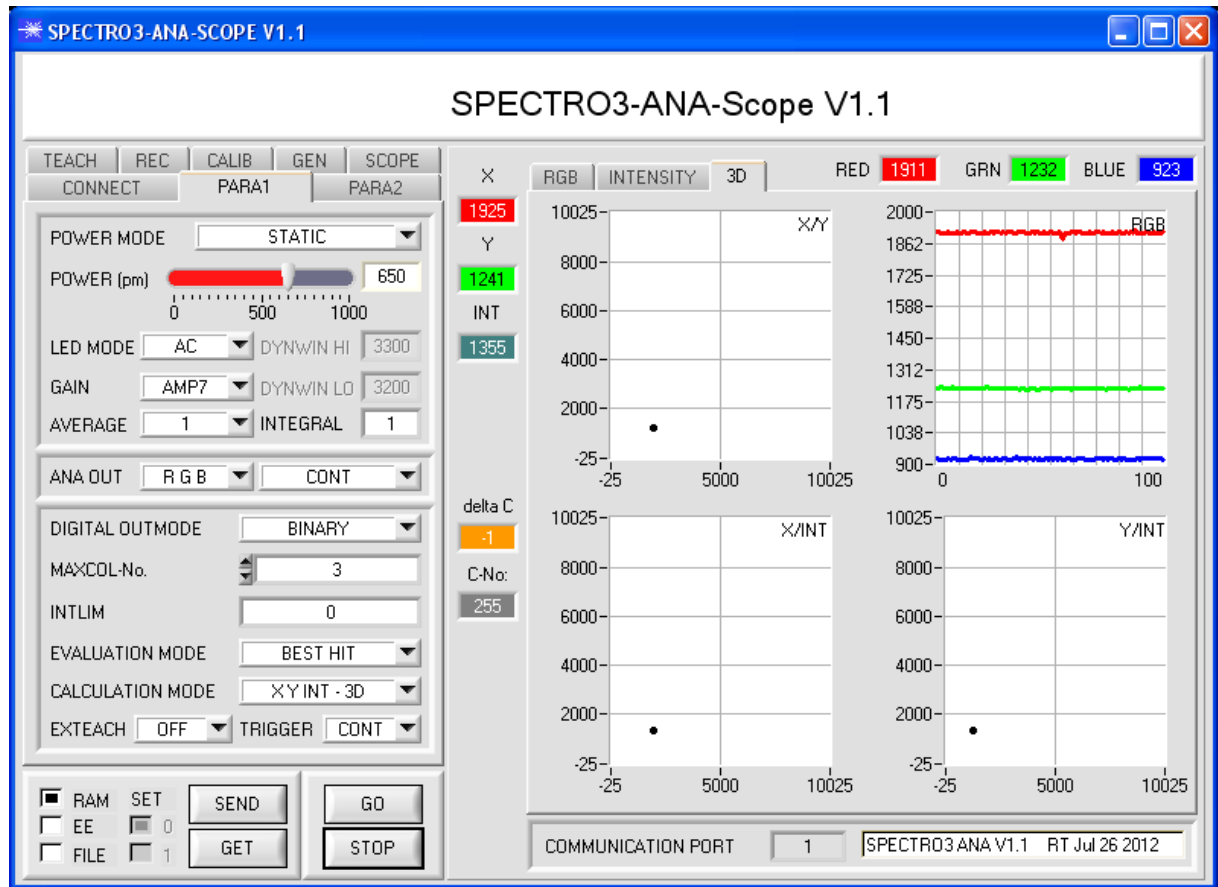 SPECTRO3-ANA-SCOPE V1.1
SPECTRO3-ANA-Scope V1.1
TEACH REC CALIB GEN SCOPE
CONNECT PARA1 PARA2
POWER MODE STATIC
POWER (pm) 650
0 500 1000
LED MODE AC DYNWIN HI 3300
GAIN AMP7 DYNWIN LO 3200
AVERAGE 1 INTEGRAL 1
ANA OUT R G B CONT
DIGITAL OUTMODE BINARY
MAXCOL-No. 3
INTLIM 0
EVALUATION MODE BEST HIT
CALCULATION MODE X Y INT - 3D
EXTEACH OFF TRIGGER CONT
RAM SET SEND GO
EE 0
FILE 1 GET STOP
X
1925
Y
1241
INT
1355
delta C
-1
C-No:
255
RGB INTENSITY 3D RED 1911 GRN 1232 BLUE 923
X/Y
10025
8000
6000
4000
2000
-25
-25 5000 10025
RGB
2000
1862
1725
1588
1450
1312
1175
1038
900
0 100
X/INT
10025
8000
6000
4000
2000
-25
-25 5000 10025
Y/INT
10025
8000
6000
4000
2000
-25
-25 5000 10025
COMMUNICATION PORT 1 SPECTRO3 ANA V1.1 RT Jul 26 2012